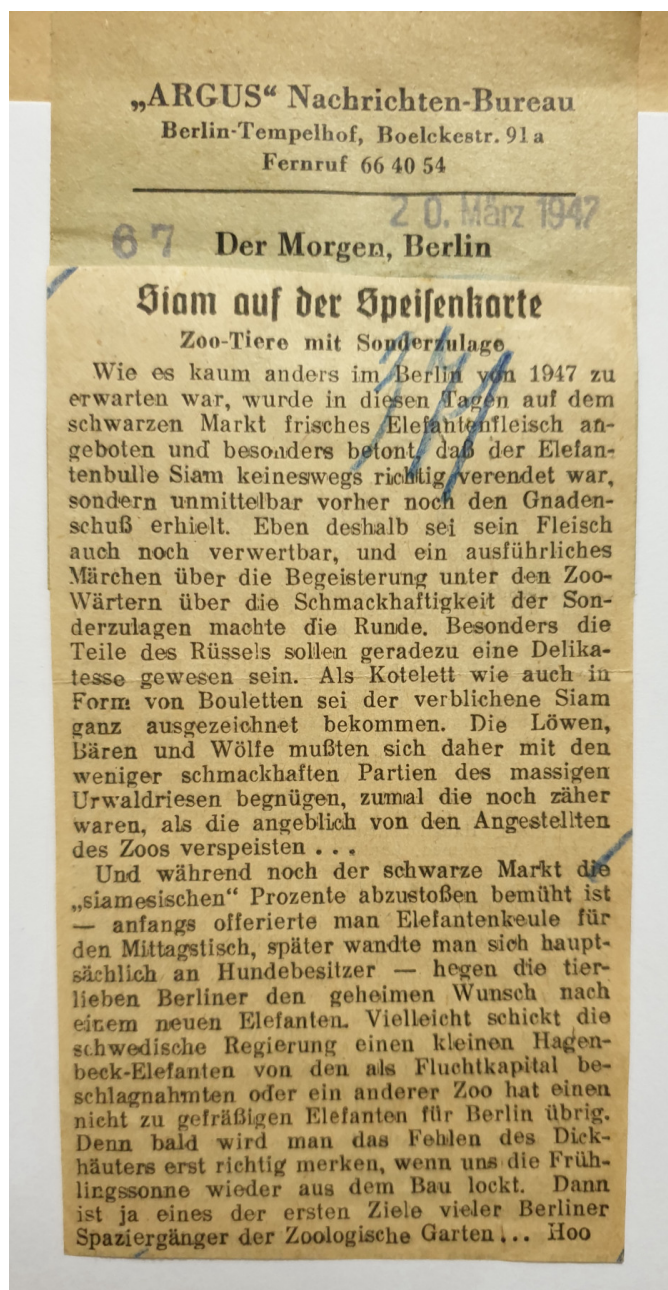 „ARGUS“ Nachrichten-Bureau
Berlin-Tempelhof, Boelckestr. 91a
Fernruf 66 40 54
20. März 1947
67 Der Morgen, Berlin
Siam auf der Speiſenkarte
Zoo-Tiere mit Sonderzulage
Wie es kaum anders im Berlin von 1947 zu
erwarten war, wurde in diesen Tagen auf dem
schwarzen Markt frisches Elefantenfleisch an-
geboten und besonders betont, daß der Elefan-
tenbulle Siam keineswegs richtig verendet war,
sondern unmittelbar vorher noch den Gnaden-
schuß erhielt. Eben deshalb sei sein Fleisch
auch noch verwertbar, und ein ausführliches
Märchen über die Begeisterung unter den Zoo-
Wärtern über die Schmackhaftigkeit der Son-
derzulagen machte die Runde. Besonders die
Teile des Rüssels sollen geradezu eine Delika-
tesse gewesen sein. Als Kotelett wie auch in
Form von Bouletten sei der verblichene Siam
ganz ausgezeichnet bekommen. Die Löwen,
Bären und Wölfe mußten sich daher mit den
weniger schmackhaften Partien des massigen
Urwaldriesen begnügen, zumal die noch zäher
waren, als die angeblich von den Angestellten
des Zoos verspeisten . . .
Und während noch der schwarze Markt die
„siamesischen“ Prozente abzustoßen bemüht ist
— anfangs offerierte man Elefantenkeule für
den Mittagstisch, später wandte man sich haupt-
sächlich an Hundebesitzer — hegen die tier-
lieben Berliner den geheimen Wunsch nach
einem neuen Elefanten. Vielleicht schickt die
schwedische Regierung einen kleinen Hagen-
beck-Elefanten von den als Fluchtkapital be-
schlagnahmten oder ein anderer Zoo hat einen
nicht zu gefräßigen Elefanten für Berlin übrig.
Denn bald wird man das Fehlen des Dick-
häuters erst richtig merken, wenn uns die Früh-
lingssonne wieder aus dem Bau lockt. Dann
ist ja eines der ersten Ziele vieler Berliner
Spaziergänger der Zoologische Garten... Hoo